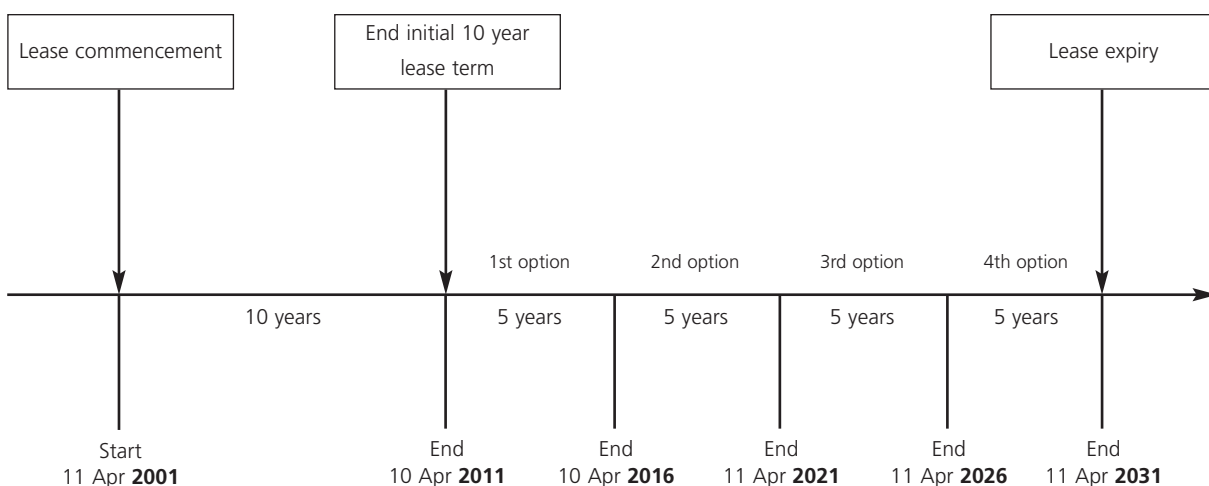 Lease commencement
End initial 10 year
lease term
Lease expiry
1st option
2nd option
3rd option
4th option
10 years
5 years
5 years
5 years
5 years
Start
11 Apr 2001
End
10 Apr 2011
End
10 Apr 2016
End
11 Apr 2021
End
11 Apr 2026
End
11 Apr 2031